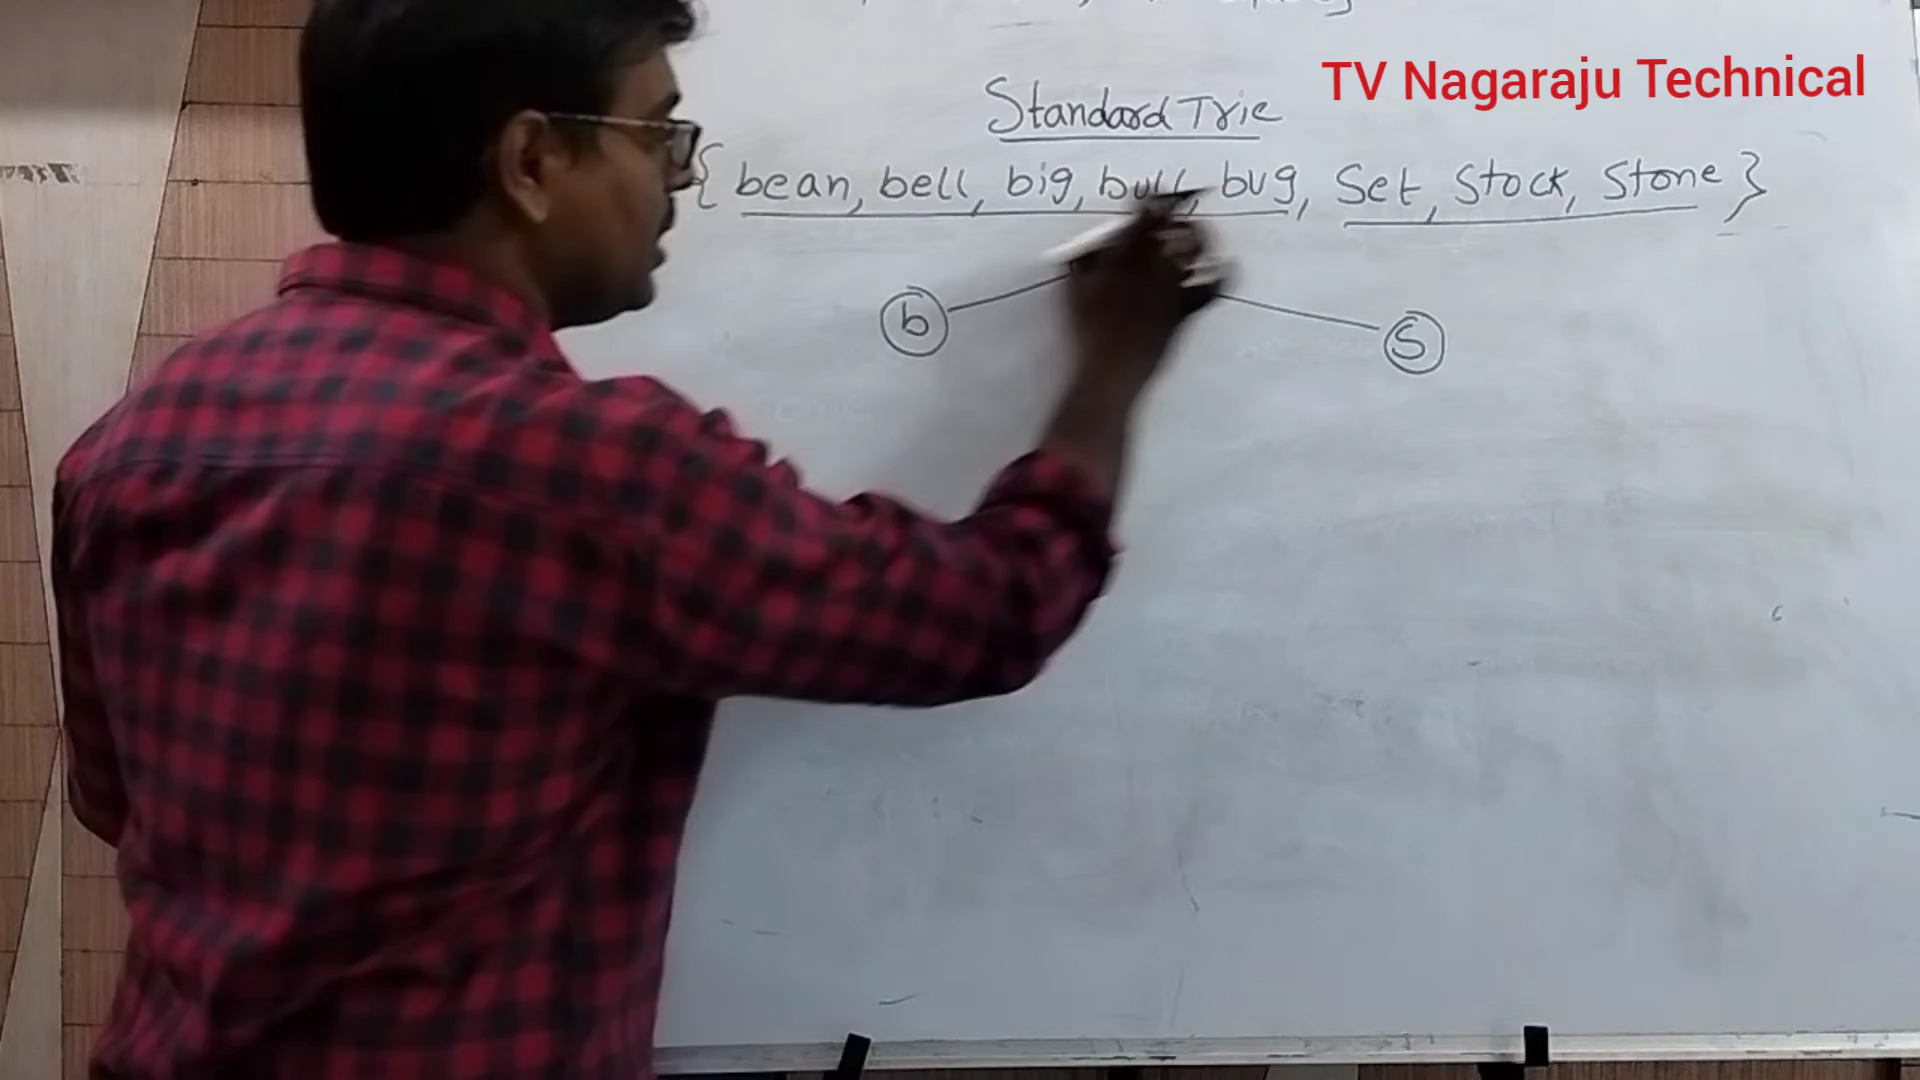 TV Nagaraju Technical
Standard Trie
{ bean, bell, big, bull, bug, Set, Stock, Stone }
b
S